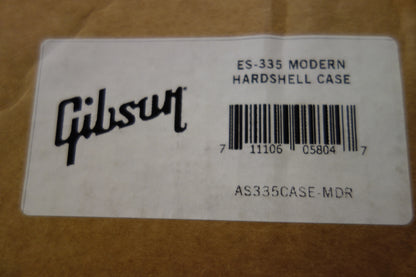 Gibson
ES-335 MODERN
HARDSHELL CASE
7 11106 05804 7
AS335CASE-MDR